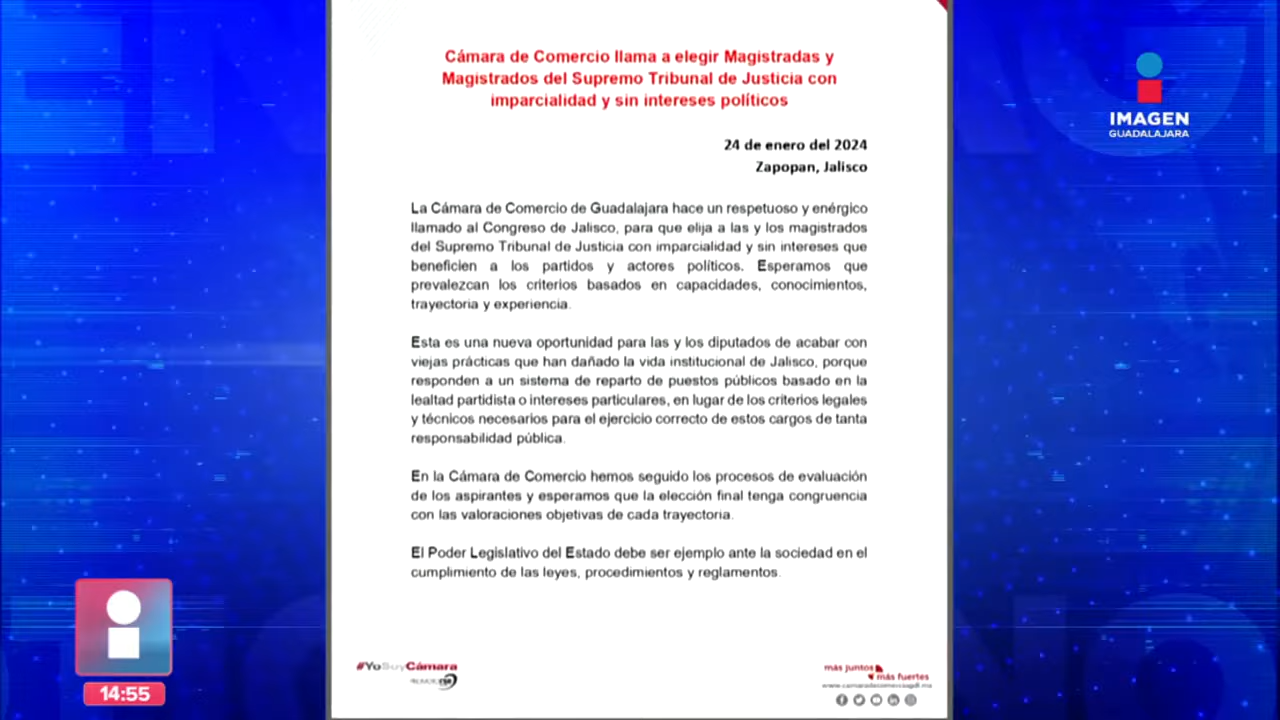 Cámara de Comercio llama a elegir Magistradas y
Magistrados del Supremo Tribunal de Justicia con
imparcialidad y sin intereses políticos
IMAGEN
GUADALAJARA
24 de enero del 2024
Zapopan, Jalisco
La Cámara de Comercio de Guadalajara hace un respetuoso y enérgico
llamado al Congreso de Jalisco, para que elija a las y los magistrados
del Supremo Tribunal de Justicia con imparcialidad y sin intereses que
beneficien a los partidos y actores políticos. Esperamos que
prevalezcan los criterios basados en capacidades, conocimientos,
trayectoria y experiencia.
Esta es una nueva oportunidad para las y los diputados de acabar con
viejas prácticas que han dañado la vida institucional de Jalisco, porque
responden a un sistema de reparto de puestos públicos basado en la
lealtad partidista o intereses particulares, en lugar de los criterios legales
y técnicos necesarios para el ejercicio correcto de estos cargos de tanta
responsabilidad pública.
En la Cámara de Comercio hemos seguido los procesos de evaluación
de los aspirantes y esperamos que la elección final tenga congruencia
con las valoraciones objetivas de cada trayectoria.
El Poder Legislativo del Estado debe ser ejemplo ante la sociedad en el
cumplimiento de las leyes, procedimientos y reglamentos.
#YoSoyCámara
más juntos
más fuertes
www.camaradecomerciogdl.mx
14:55